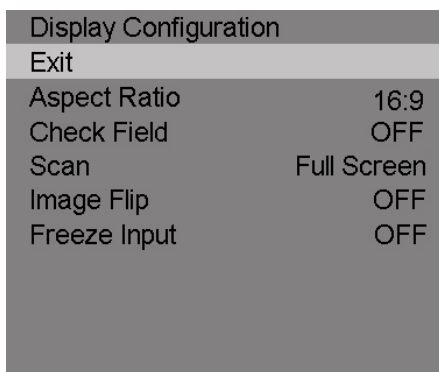 Display Configuration
Exit
Aspect Ratio 16:9
Check Field OFF
Scan Full Screen
Image Flip OFF
Freeze Input OFF